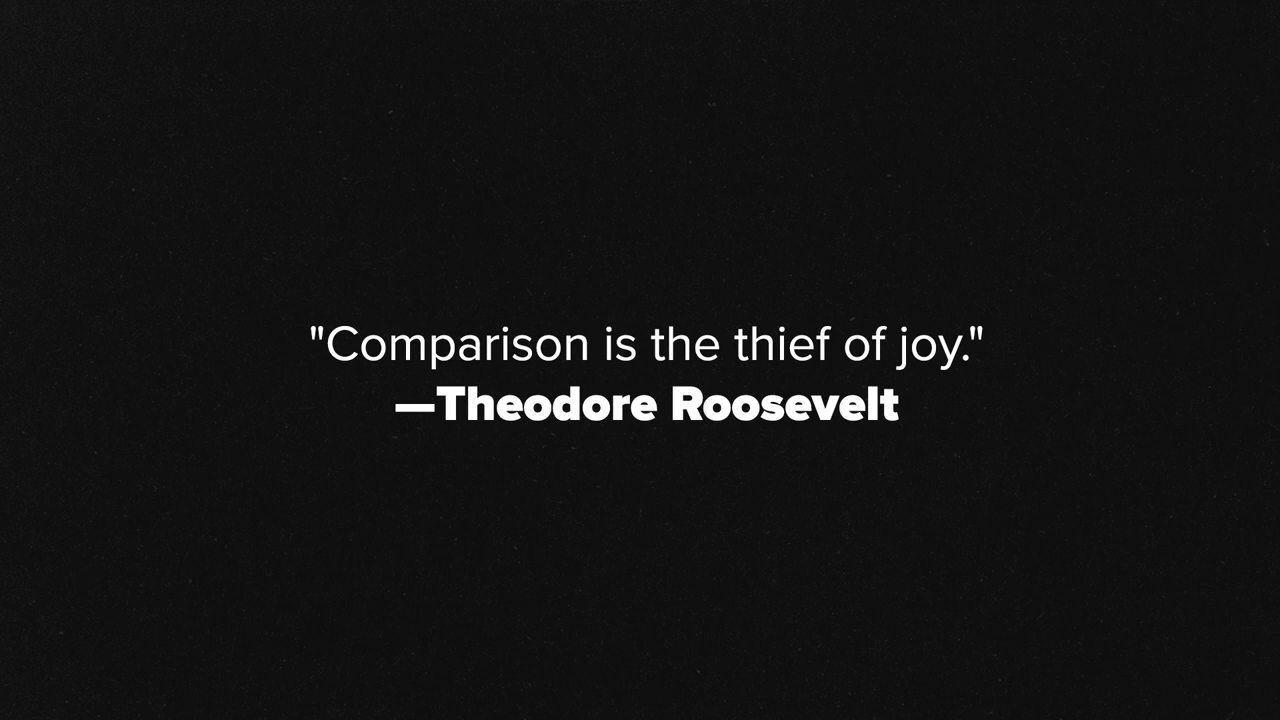 "Comparison is the thief of joy."
—Theodore Roosevelt